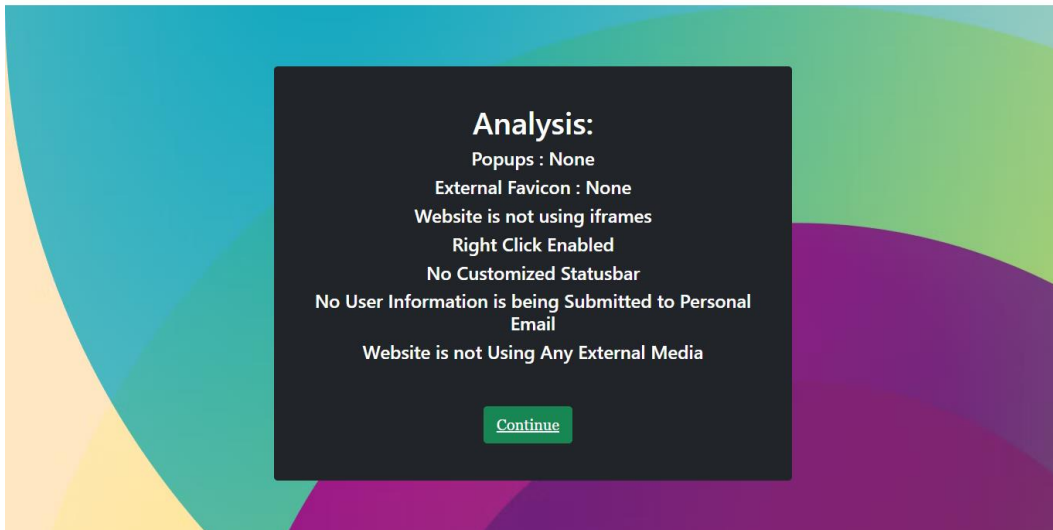 Analysis:
Popups : None
External Favicon : None
Website is not using iframes
Right Click Enabled
No Customized Statusbar
No User Information is being Submitted to Personal
Email
Website is not Using Any External Media
Continue